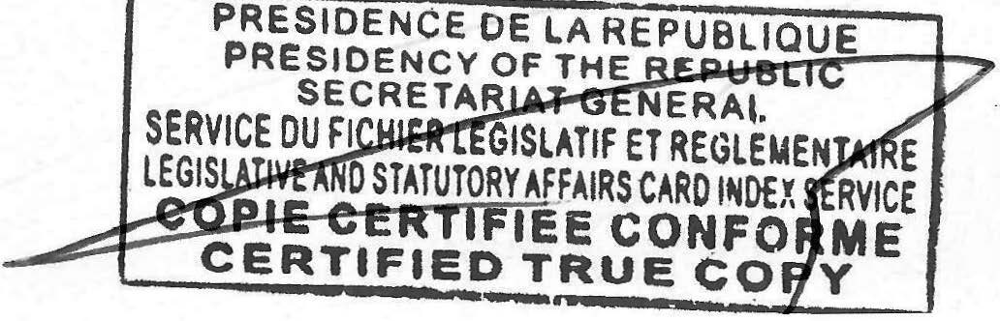 PRESIDENCE DE LA REPUBLIQUE
PRESIDENCY OF THE REPUBLIC
SECRETARIAT GENERAL
SERVICE DU FICHIER LEGISLATIF ET REGLEMENTAIRE
LEGISLATIVE AND STATUTORY AFFAIRS CARD INDEX SERVICE
COPIE CERTIFIEE CONFORME
CERTIFIED TRUE COPY